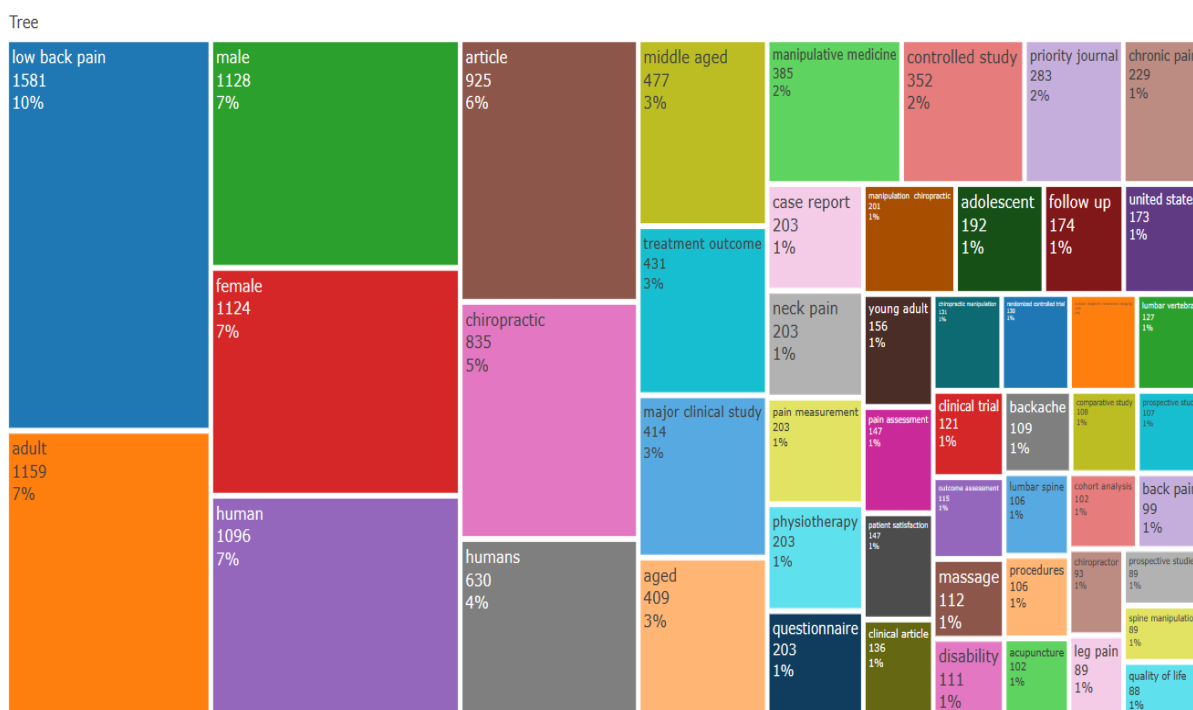 Tree
low back pain
1581
10%
adult
1159
7%
male
1128
7%
female
1124
7%
human
1096
7%
article
925
6%
chiropractic
835
5%
humans
630
4%
middle aged
477
3%
treatment outcome
431
3%
major clinical study
414
3%
aged
409
3%
manipulative medicine
385
2%
controlled study
352
2%
priority journal
283
2%
chronic pain
229
1%
case report
203
1%
neck pain
203
1%
pain measurement
203
1%
physiotherapy
203
1%
questionnaire
203
1%
manipulation chiropractic
201
1%
adolescent
192
1%
follow up
174
1%
united state
173
1%
young adult
156
1%
pain assessment
147
1%
patient satisfaction
147
1%
clinical article
136
1%
chiropractic manipulation
131
1%
randomized controlled trial
130
1%
lumbar vertebra
127
1%
clinical trial
121
1%
outcome assessment
115
1%
massage
112
1%
disability
111
1%
backache
109
1%
comparative study
108
1%
prospective stud
107
1%
lumbar spine
106
1%
procedures
106
1%
acupuncture
102
1%
cohort analysis
102
1%
back pain
99
1%
chiropractor
93
1%
leg pain
89
1%
prospective studie
89
1%
spine manipulatio
89
1%
quality of life
88
1%